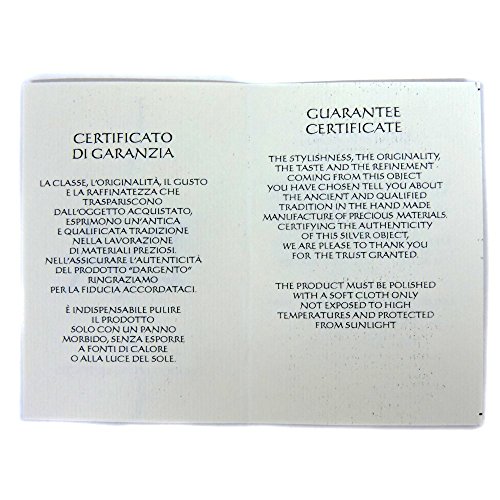 CERTIFICATO
DI GARANZIA
LA CLASSE, L'ORIGINALITÀ, IL GUSTO
E LA RAFFINATEZZA CHE
TRASPARISCONO
DALL'OGGETTO ACQUISTATO,
ESPRIMONO UN'ANTICA
E QUALIFICATA TRADIZIONE
NELLA LAVORAZIONE
DI MATERIALI PREZIOSI.
NELL'ASSICURARE L'AUTENTICITÀ
DEL PRODOTTO "DARGENTO"
RINGRAZIAMO
PER LA FIDUCIA ACCORDATACI.
È INDISPENSABILE PULIRE
IL PRODOTTO
SOLO CON UN PANNO
MORBIDO, SENZA ESPORRE
A FONTI DI CALORE
O ALLA LUCE DEL SOLE.
GUARANTEE
CERTIFICATE
THE STYLISHNESS, THE ORIGINALITY,
THE TASTE AND THE REFINEMENT
COMING FROM THIS OBJECT
YOU HAVE CHOSEN TELL YOU ABOUT
THE ANCIENT AND QUALIFIED
TRADITION IN THE HAND MADE
MANUFACTURE OF PRECIOUS MATERIALS.
CERTIFYING THE AUTHENTICITY
OF THIS SILVER OBJECT,
WE ARE PLEASE TO THANK YOU
FOR THE TRUST GRANTED.
THE PRODUCT MUST BE POLISHED
WITH A SOFT CLOTH ONLY
NOT EXPOSED TO HIGH
TEMPERATURES AND PROTECTED
FROM SUNLIGHT